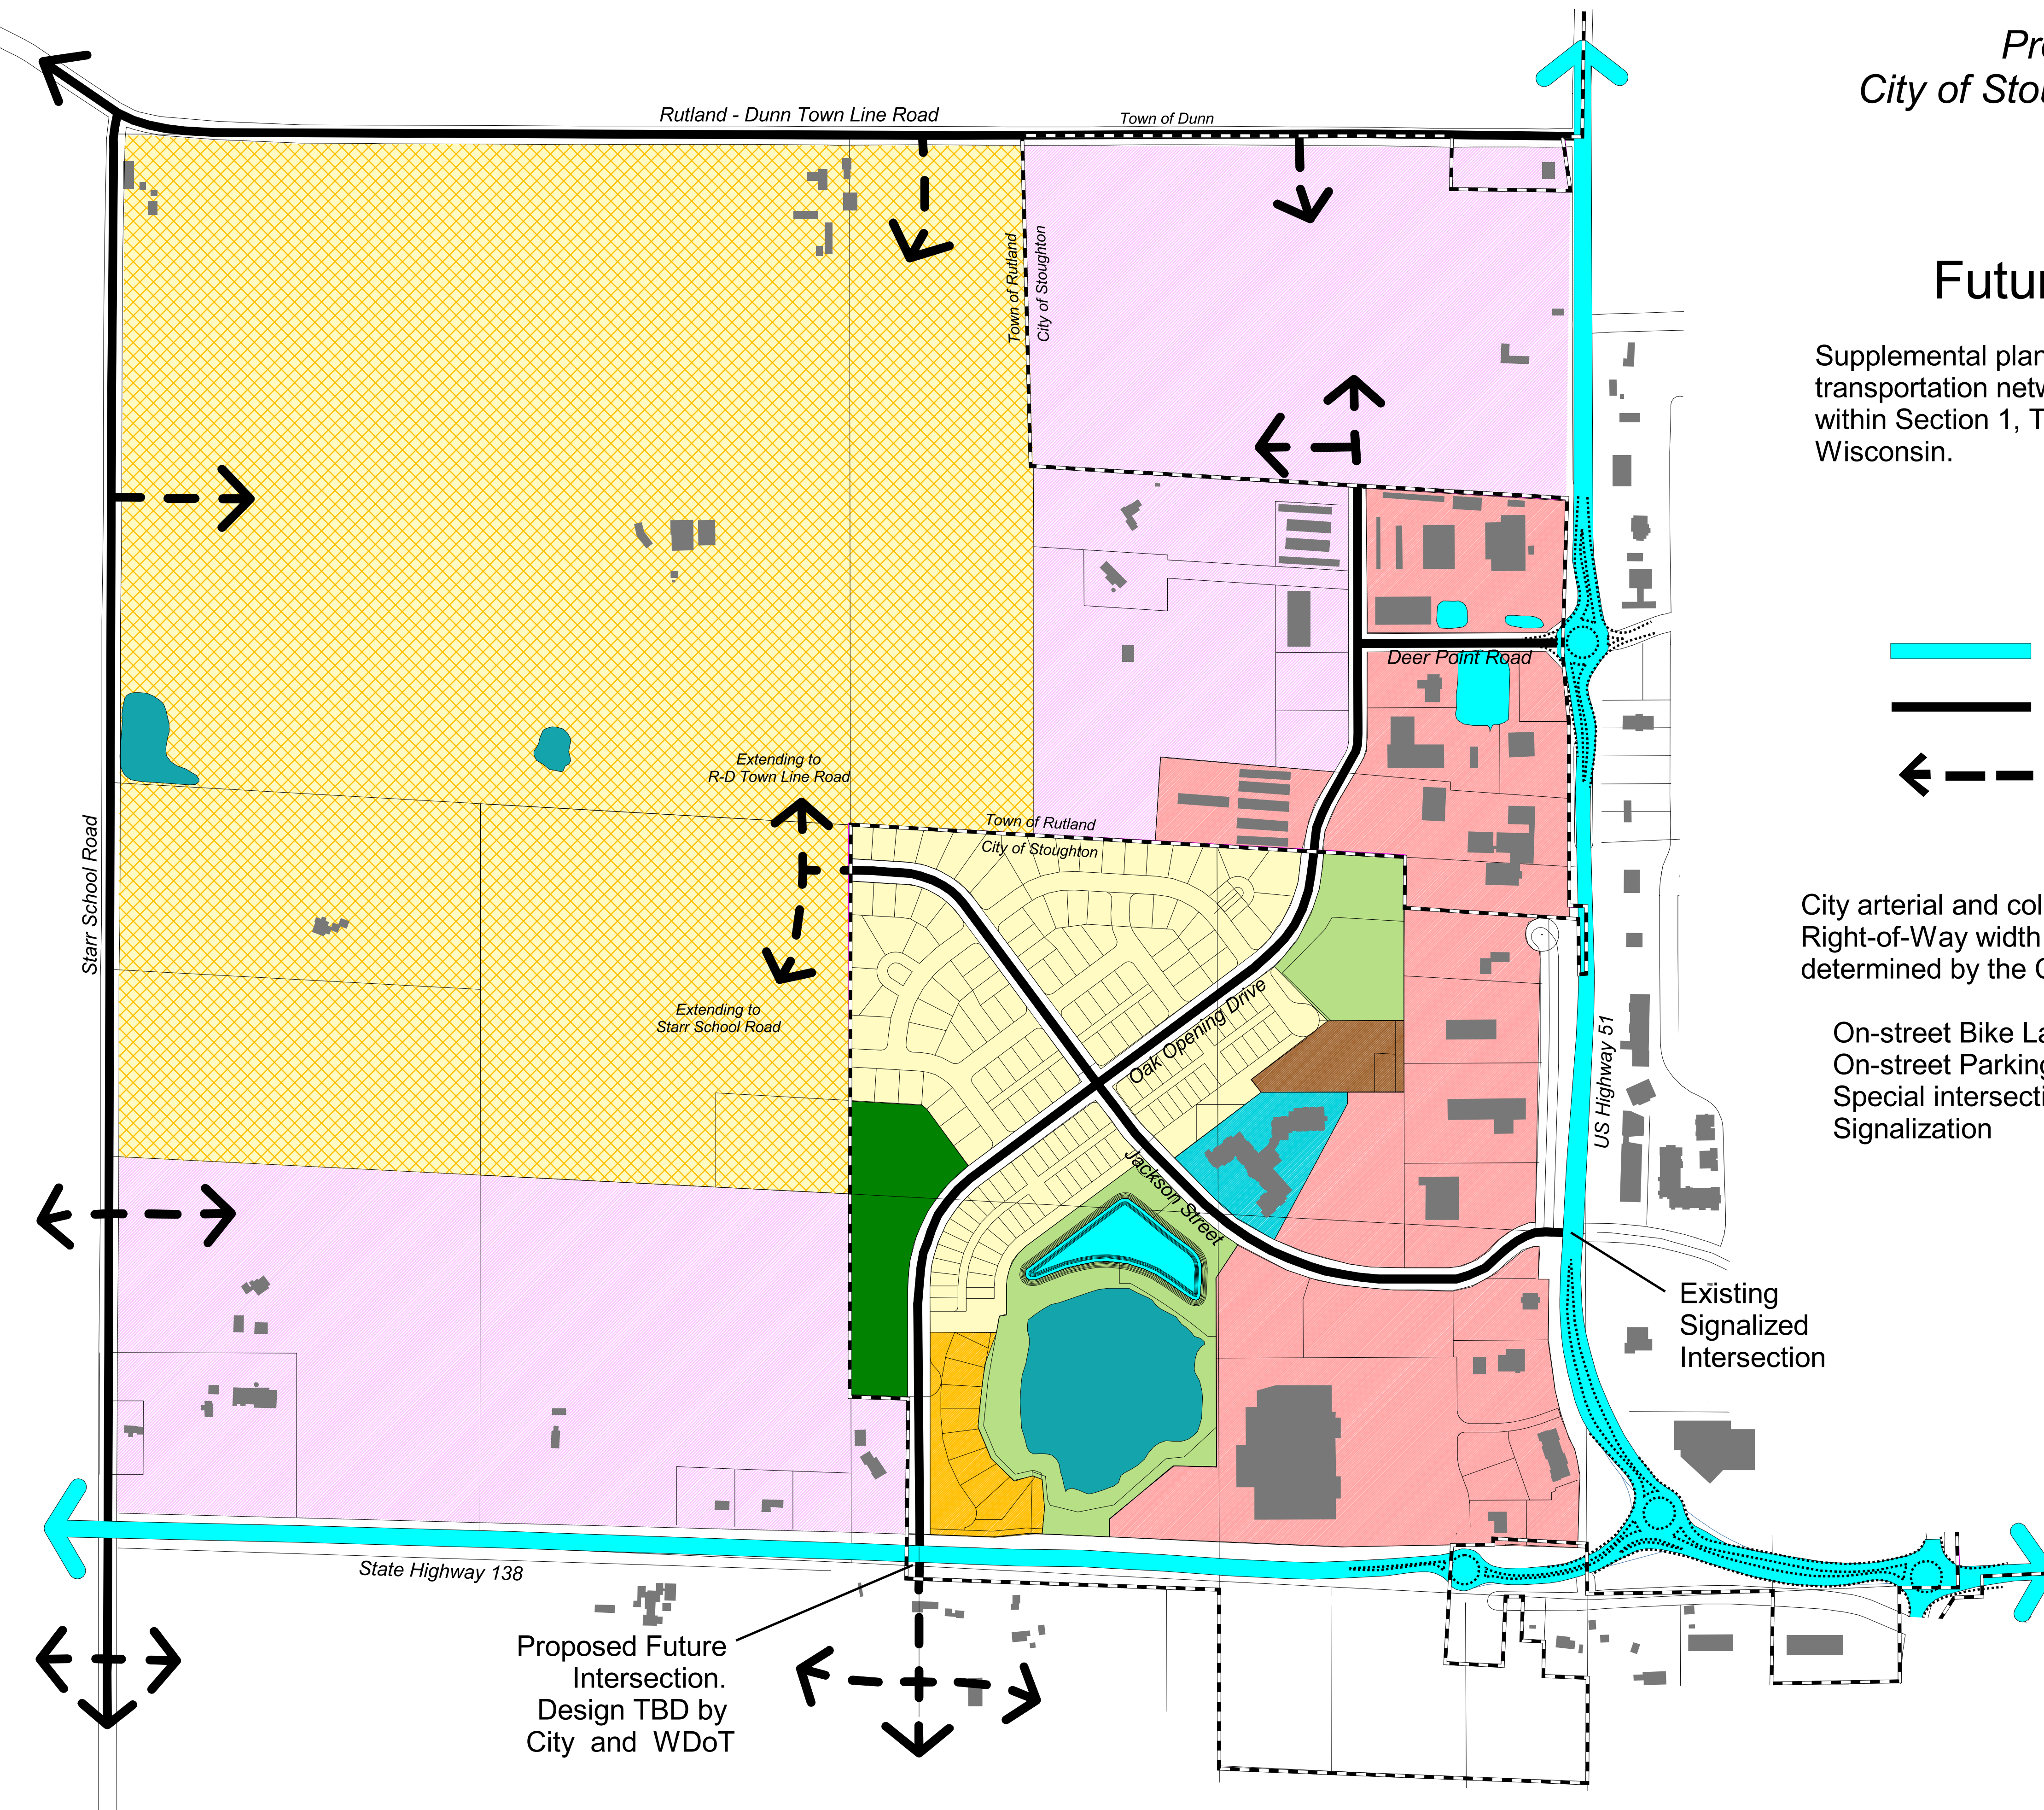 Pr
City of Stou
Rutland - Dunn Town Line Road
Town of Dunn
Town of Rutland
City of Stoughton
Futur
Supplemental plan
transportation netw
within Section 1, T
Wisconsin.
Deer Point Road
Extending to
R-D Town Line Road
Town of Rutland
City of Stoughton
Starr School Road
City arterial and col
Right-of-Way width
determined by the C
Extending to
Starr School Road
Oak Opening Drive
US Highway 51
On-street Bike La
On-street Parking
Special intersecti
Signalization
Jackson Street
Existing
Signalized
Intersection
State Highway 138
Proposed Future
Intersection.
Design TBD by
City and WDoT